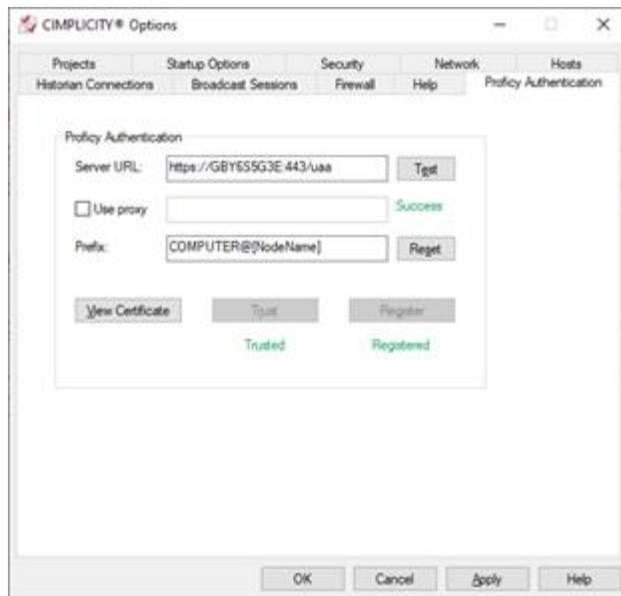 CIMPLICITY® Options
Projects Startup Options Security Network Hosts
Historian Connections Broadcast Sessions Firewall Help Proficy Authentication
Proficy Authentication
Server URL: https://GBY6S5G3E:443/uaa Test
Use proxy Success
Prefix: COMPUTER@[NodeName] Reset
View Certificate Trust Register
Trusted Registered
OK Cancel Apply Help